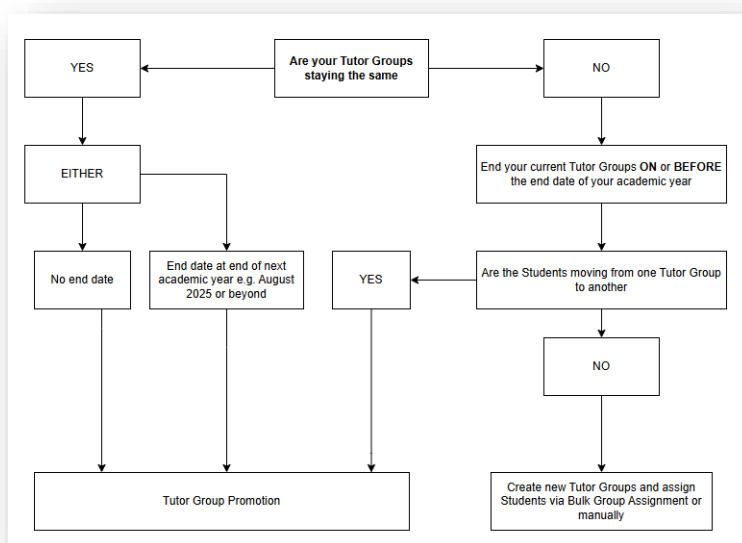 YES
Are your Tutor Groups
staying the same
NO
EITHER
End your current Tutor Groups ON or BEFORE
the end date of your academic year
No end date
End date at end of next
academic year e.g. August
2025 or beyond
YES
Are the Students moving from one Tutor Group
to another
NO
Tutor Group Promotion
Create new Tutor Groups and assign
Students via Bulk Group Assignment or
manually